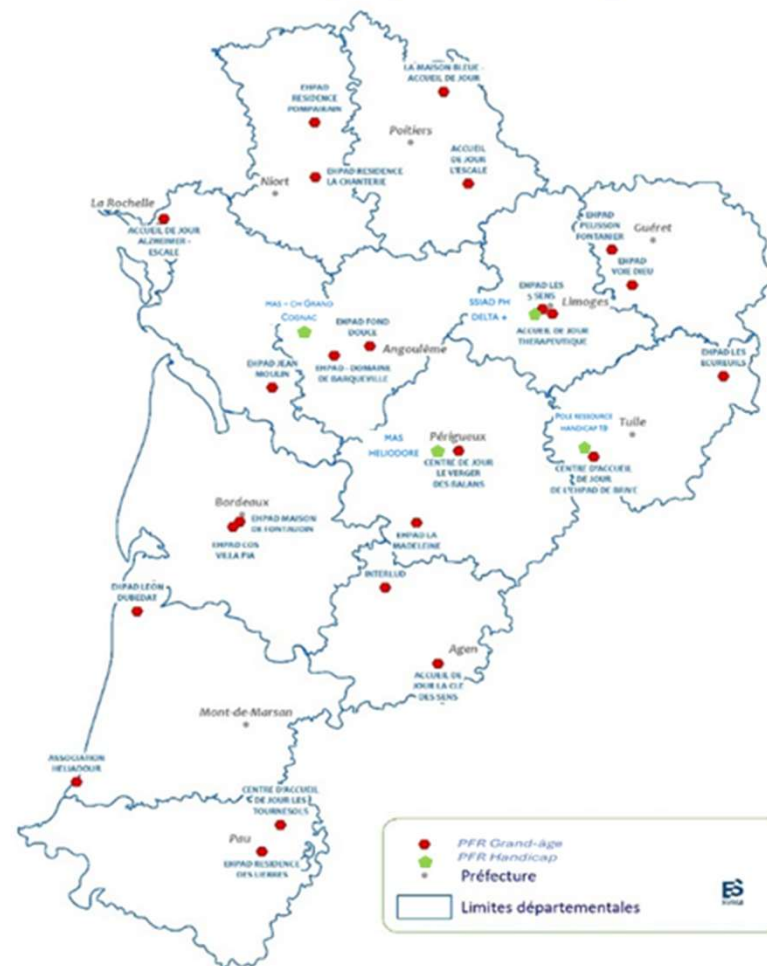 LA MAISON BLEUE -
ACCUEIL DE JOUR
EHPAD
RESIDENCE
POMPAIRAIN
Poitiers
ACCUEIL
DE JOUR
L'ESCALE
EHPAD RESIDENCE
LA CHANTERIE
Niort
La Rochelle
ACCUEIL DE JOUR
ALZHEIMER -
ESCALE
EHPAD
PELISSON
FONTANIER
Guéret
EHPAD
VOIE DIEU
MAS – CH GRAND
COGNAC
EHPAD FOND
DOUCE
Angoulême
EHPAD - DOMAINE
DE BARQUEVILLE
EHPAD JEAN
MOULIN
SSIAD PH
DELTA +
EHPAD LES
5 SENS
Limoges
ACCUEIL DE JOUR
THERAPEUTIQUE
EHPAD LES
ECUREUILS
POLE RESSOURCE
HANDICAP 19
Tulle
CENTRE D'ACCUEIL
DE JOUR
DE L'EHPAD DE BRIVE
MAS
HELIODORE
Périgueux
CENTRE DE JOUR
LE VERGER
DES BALANS
Bordeaux
EHPAD MAISON
DE FONTAUDIN
EHPAD COS
VILLA PIA
EHPAD LA
MADELEINE
INTERLUD
EHPAD LEON
DUBEDAT
Agen
ACCUEIL DE
JOUR LA CLE
DES SENS
Mont-de-Marsan
ASSOCIATION
HELIADOUR
CENTRE D'ACCUEIL
DE JOUR LES
TOURNESOLS
Pau
EHPAD RESIDENCE
DES LIERRES
PFR Grand-âge
PFR Handicap
Préfecture
Limites départementales